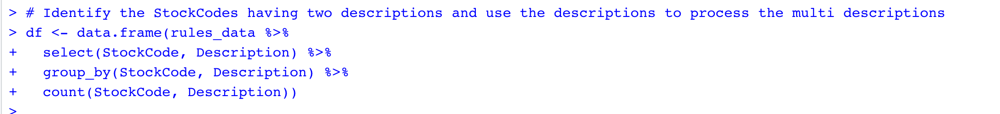 > # Identify the StockCodes having two descriptions and use the descriptions to process the multi descriptions
> df <- data.frame(rules_data %>%
+   select(StockCode, Description) %>%
+   group_by(StockCode, Description) %>%
+   count(StockCode, Description))
>